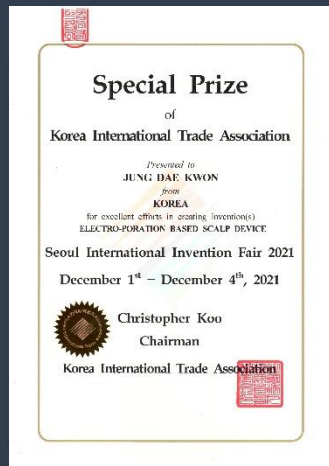 Special Prize
of
Korea International Trade Association
Presented to
JUNG DAE KWON
from
KOREA
for excellent efforts in creating invention(s)
ELECTRO-PORATION BASED SCALP DEVICE
Seoul International Invention Fair 2021
December 1st – December 4th, 2021
Christopher Koo
Chairman
Korea International Trade Association